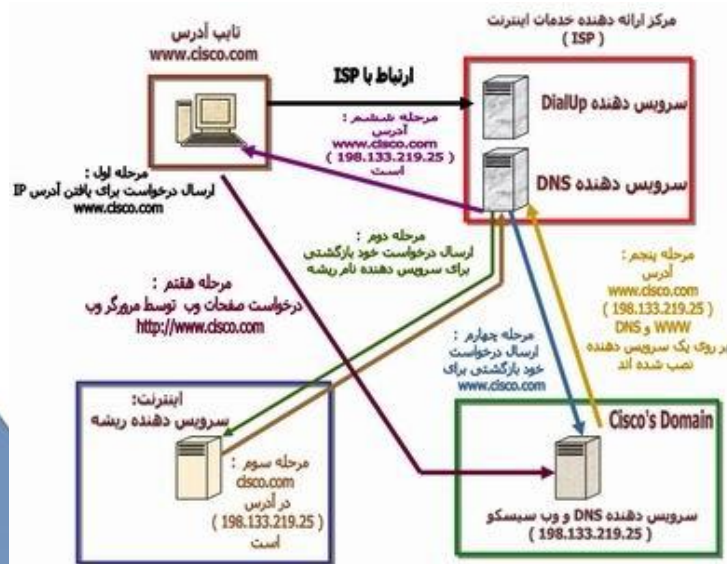 مرکز ارائه دهنده خدمات اینترنت
( ISP )
تایپ آدرس
www.cisco.com
ارتباط با ISP
سرویس دهنده DialUp
سرویس دهنده DNS
مرحله ششم :
آدرس
www.cisco.com
( 198.133.219.25 )
است
مرحله اول :
ارسال درخواست برای یافتن آدرس IP
www.cisco.com
مرحله دوم :
ارسال درخواست خود بازگشتی
برای سرویس دهنده نام ریشه
مرحله پنجم :
آدرس
www.cisco.com
( 198.133.219.25 )
DNS و WWW
بر روی یک سرویس دهنده
نصب شده اند
مرحله هفتم :
درخواست صفحات وب توسط مرورگر وب
http://www.cisco.com
مرحله چهارم :
ارسال درخواست
خود بازگشتی برای
www.cisco.com
اینترنت:
سرویس دهنده ریشه
مرحله سوم :
cisco.com
در آدرس
( 198.133.219.25 )
است
Cisco's Domain
سرویس دهنده DNS و وب سیسکو
( 198.133.219.25 )